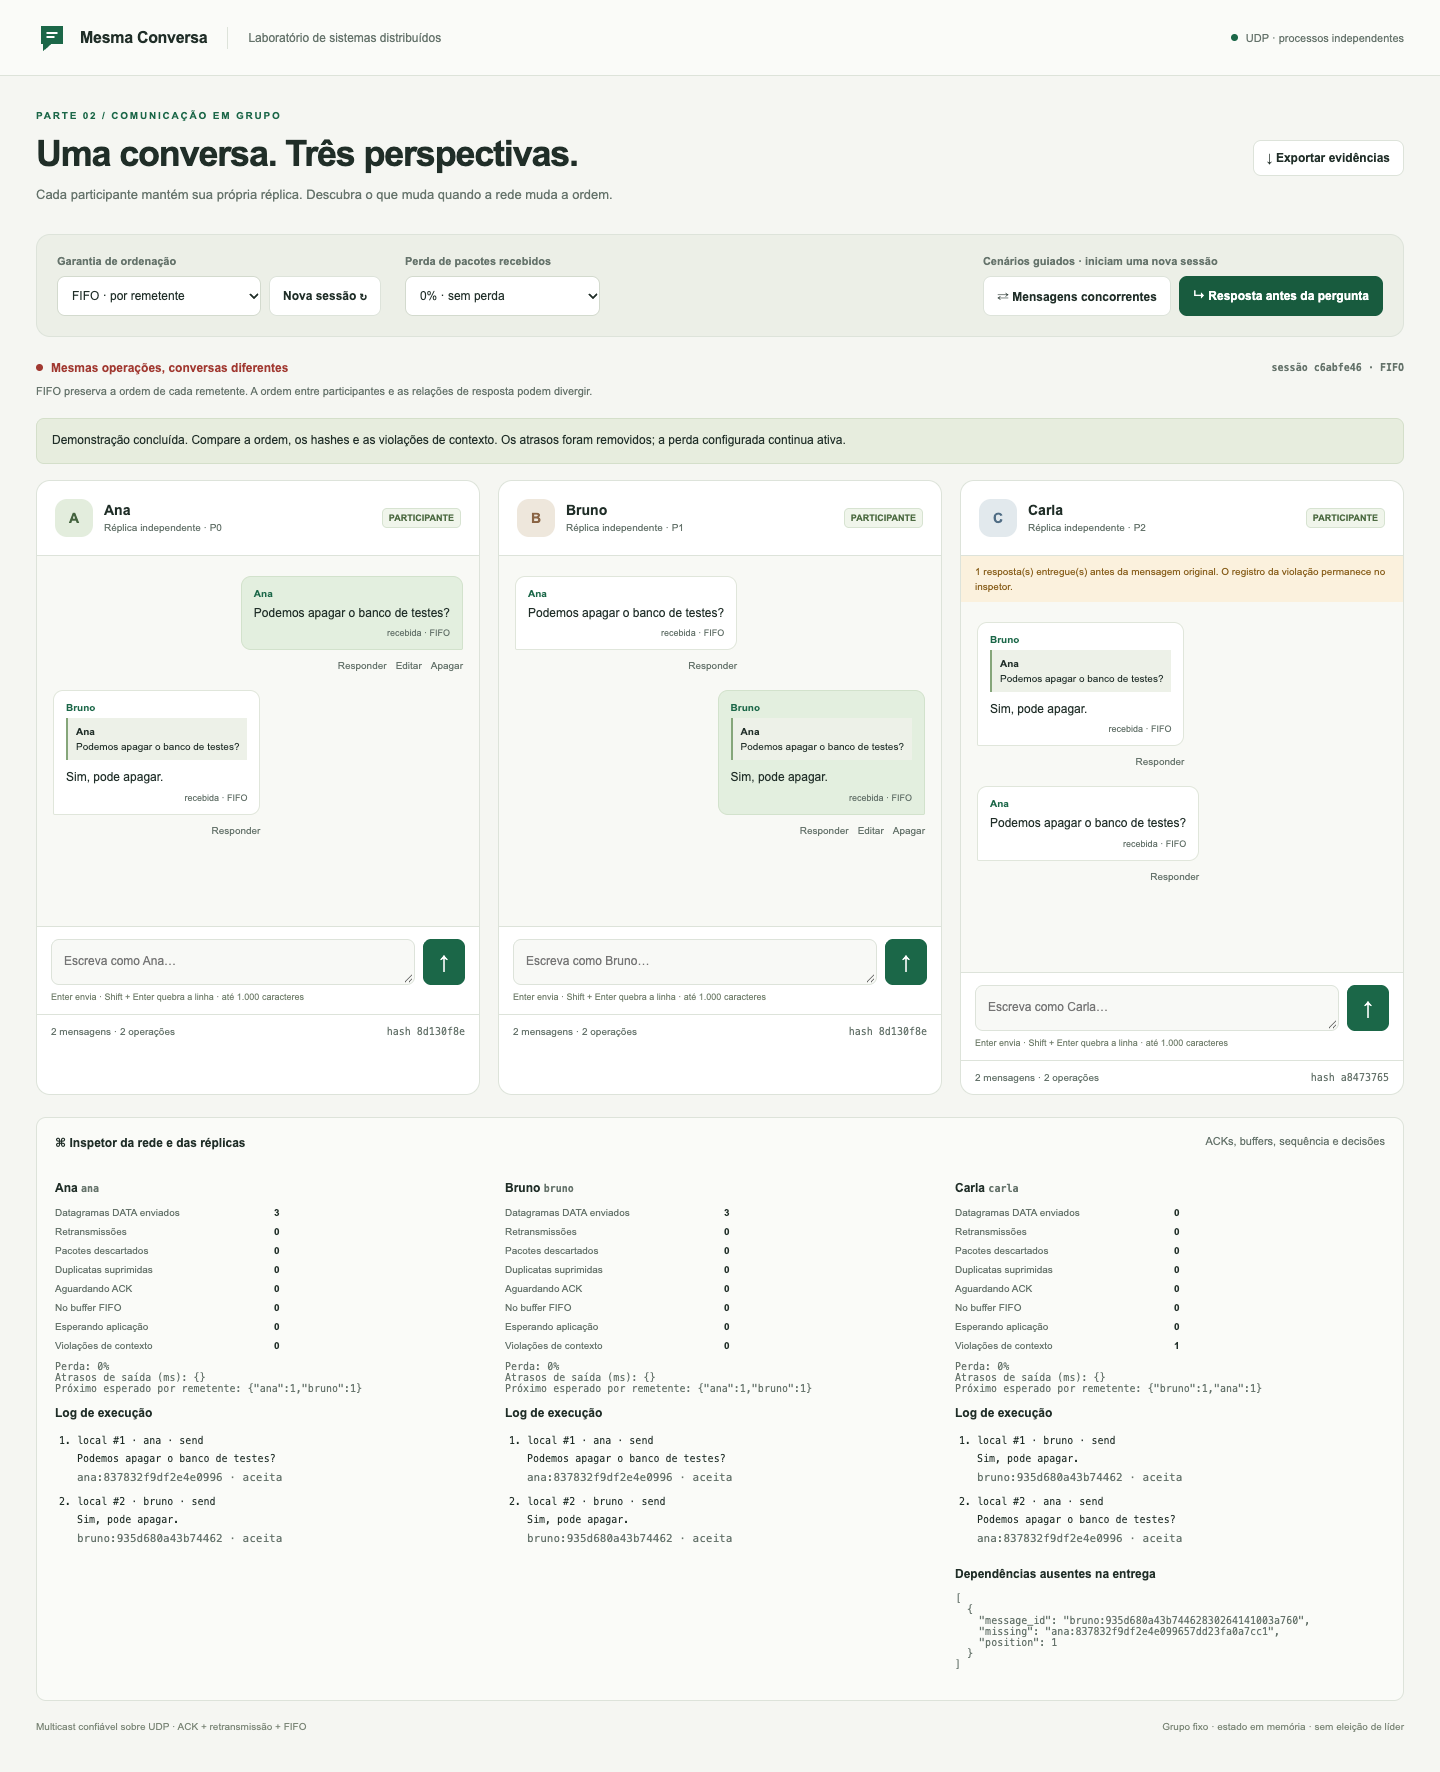 Mesma Conversa
Laboratório de sistemas distribuídos
UDP · processos independentes
PARTE 02 / COMUNICAÇÃO EM GRUPO
Uma conversa. Três perspectivas.
↓ Exportar evidências
Cada participante mantém sua própria réplica. Descubra o que muda quando a rede muda a ordem.
Garantia de ordenação
Perda de pacotes recebidos
Cenários guiados · iniciam uma nova sessão
FIFO · por remetente
Nova sessão ↻
0% · sem perda
⇄ Mensagens concorrentes
↪ Resposta antes da pergunta
Mesmas operações, conversas diferentes
sessão c6abfe46 · FIFO
FIFO preserva a ordem de cada remetente. A ordem entre participantes e as relações de resposta podem divergir.
Demonstração concluída. Compare a ordem, os hashes e as violações de contexto. Os atrasos foram removidos; a perda configurada continua ativa.
A
Ana
Réplica independente · P0
PARTICIPANTE
Ana
Podemos apagar o banco de testes?
recebida · FIFO
Responder Editar Apagar
Bruno
Ana
Podemos apagar o banco de testes?
Sim, pode apagar.
recebida · FIFO
Responder
Escreva como Ana…
↑
Enter envia · Shift + Enter quebra a linha · até 1.000 caracteres
2 mensagens · 2 operações
hash 8d130f8e
B
Bruno
Réplica independente · P1
PARTICIPANTE
Ana
Podemos apagar o banco de testes?
recebida · FIFO
Responder
Bruno
Ana
Podemos apagar o banco de testes?
Sim, pode apagar.
recebida · FIFO
Responder Editar Apagar
Escreva como Bruno…
↑
Enter envia · Shift + Enter quebra a linha · até 1.000 caracteres
2 mensagens · 2 operações
hash 8d130f8e
C
Carla
Réplica independente · P2
PARTICIPANTE
1 resposta(s) entregue(s) antes da mensagem original. O registro da violação permanece no
inspetor.
Bruno
Ana
Podemos apagar o banco de testes?
Sim, pode apagar.
recebida · FIFO
Responder
Ana
Podemos apagar o banco de testes?
recebida · FIFO
Responder
Escreva como Carla…
↑
Enter envia · Shift + Enter quebra a linha · até 1.000 caracteres
2 mensagens · 2 operações
hash a8473765
⌘ Inspetor da rede e das réplicas
ACKs, buffers, sequência e decisões
Ana ana
Datagramas DATA enviados 3
Retransmissões 0
Pacotes descartados 0
Duplicatas suprimidas 0
Aguardando ACK 0
No buffer FIFO 0
Esperando aplicação 0
Violações de contexto 0
Perda: 0%
Atrasos de saída (ms): {}
Próximo esperado por remetente: {"ana":1,"bruno":1}
Log de execução
1. local #1 · ana · send
Podemos apagar o banco de testes?
ana:837832f9df2e4e0996 · aceita
2. local #2 · bruno · send
Sim, pode apagar.
bruno:935d680a43b74462 · aceita
Bruno bruno
Datagramas DATA enviados 3
Retransmissões 0
Pacotes descartados 0
Duplicatas suprimidas 0
Aguardando ACK 0
No buffer FIFO 0
Esperando aplicação 0
Violações de contexto 0
Perda: 0%
Atrasos de saída (ms): {}
Próximo esperado por remetente: {"ana":1,"bruno":1}
Log de execução
1. local #1 · ana · send
Podemos apagar o banco de testes?
ana:837832f9df2e4e0996 · aceita
2. local #2 · bruno · send
Sim, pode apagar.
bruno:935d680a43b74462 · aceita
Carla carla
Datagramas DATA enviados 0
Retransmissões 0
Pacotes descartados 0
Duplicatas suprimidas 0
Aguardando ACK 0
No buffer FIFO 0
Esperando aplicação 0
Violações de contexto 1
Perda: 0%
Atrasos de saída (ms): {}
Próximo esperado por remetente: {"bruno":1,"ana":1}
Log de execução
1. local #1 · bruno · send
Sim, pode apagar.
bruno:935d680a43b74462 · aceita
2. local #2 · ana · send
Podemos apagar o banco de testes?
ana:837832f9df2e4e0996 · aceita
Dependências ausentes na entrega
[
{
"message_id": "bruno:935d680a43b74462830264141003a760",
"missing": "ana:837832f9df2e4e099657dd23fa0a7cc1",
"position": 1
}
]
Multicast confiável sobre UDP · ACK + retransmissão + FIFO
Grupo fixo · estado em memória · sem eleição de líder